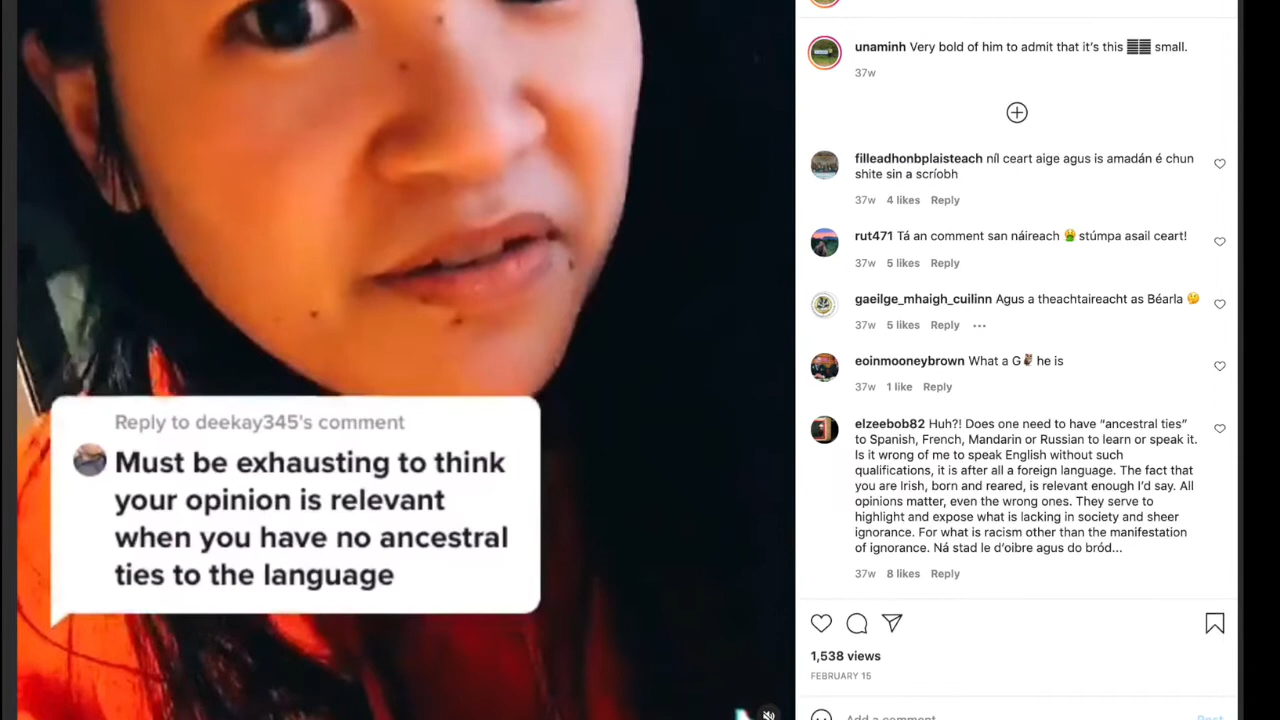 Reply to deekay345's comment
Must be exhausting to think
your opinion is relevant
when you have no ancestral
ties to the language
unaminh Very bold of him to admit that it's this small.
37w
filleadhonbplaisteach níl ceart aige agus is amadán é chun
shite sin a scríobh
37w 4 likes Reply
rut471 Tá an comment san náireach 🤮 stúmpa asail ceart!
37w 5 likes Reply
gaeilge_mhaigh_cuilinn Agus a theachtaireacht as Béarla 🤔
37w 5 likes Reply
eoinmooneybrown What a G🦉 he is
37w 1 like Reply
elzeebob82 Huh?! Does one need to have "ancestral ties"
to Spanish, French, Mandarin or Russian to learn or speak it.
Is it wrong of me to speak English without such
qualifications, it is after all a foreign language. The fact that
you are Irish, born and reared, is relevant enough I'd say. All
opinions matter, even the wrong ones. They serve to
highlight and expose what is lacking in society and sheer
ignorance. For what is racism other than the manifestation
of ignorance. Ná stad le d'oibre agus do bród...
37w 8 likes Reply
1,538 views
FEBRUARY 15
Add a comment... Post